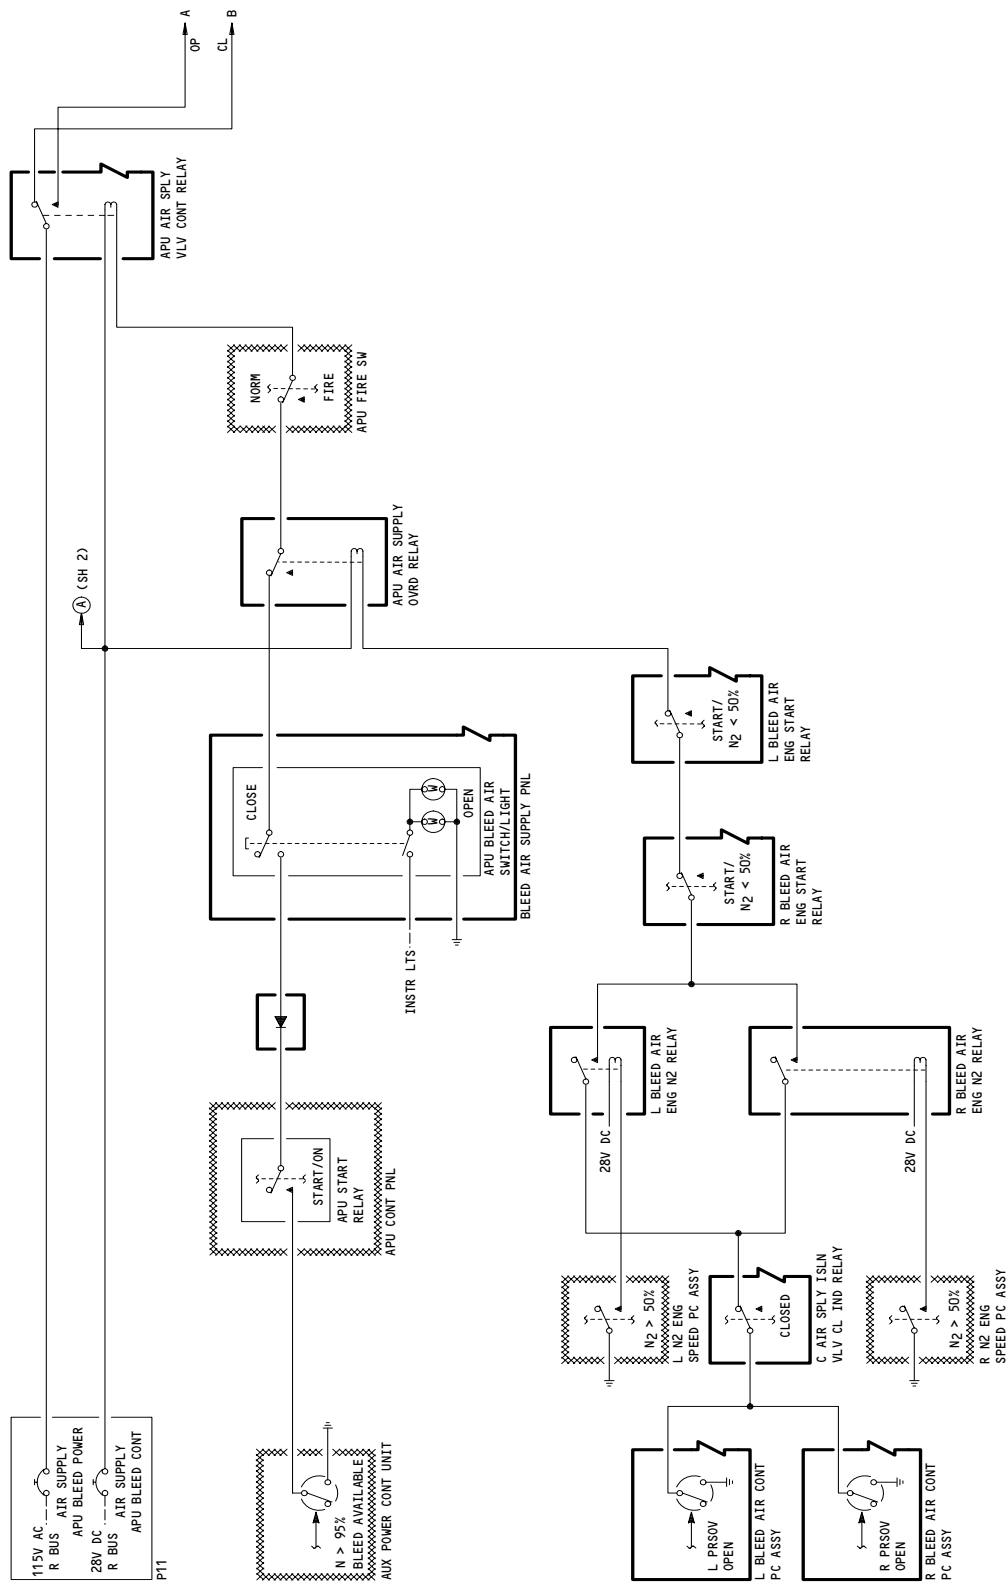 115V AC
R BUS
AIR SUPPLY
APU BLEED POWER
28V DC
R BUS
AIR SUPPLY
APU BLEED CONT
P11
APU AIR SPLY
VLV CONT RELAY
OP
A
CL
B
A (SH 2)
N > 95%
BLEED AVAILABLE
AUX POWER CONT UNIT
START/ON
APU START
RELAY
APU CONT PNL
CLOSE
W
W
OPEN
APU BLEED AIR
SWITCH/LIGHT
BLEED AIR SUPPLY PNL
INSTR LTS
APU AIR SUPPLY
OVRD RELAY
NORM
FIRE
APU FIRE SW
L PRSOV
OPEN
L BLEED AIR CONT
PC ASSY
R PRSOV
OPEN
R BLEED AIR CONT
PC ASSY
N2 > 50%
L N2 ENG
SPEED PC ASSY
CLOSED
C AIR SPLY ISLN
VLV CL IND RELAY
N2 > 50%
R N2 ENG
SPEED PC ASSY
28V DC
L BLEED AIR
ENG N2 RELAY
28V DC
R BLEED AIR
ENG N2 RELAY
START/
N2 < 50%
R BLEED AIR
ENG START
RELAY
START/
N2 < 50%
L BLEED AIR
ENG START
RELAY